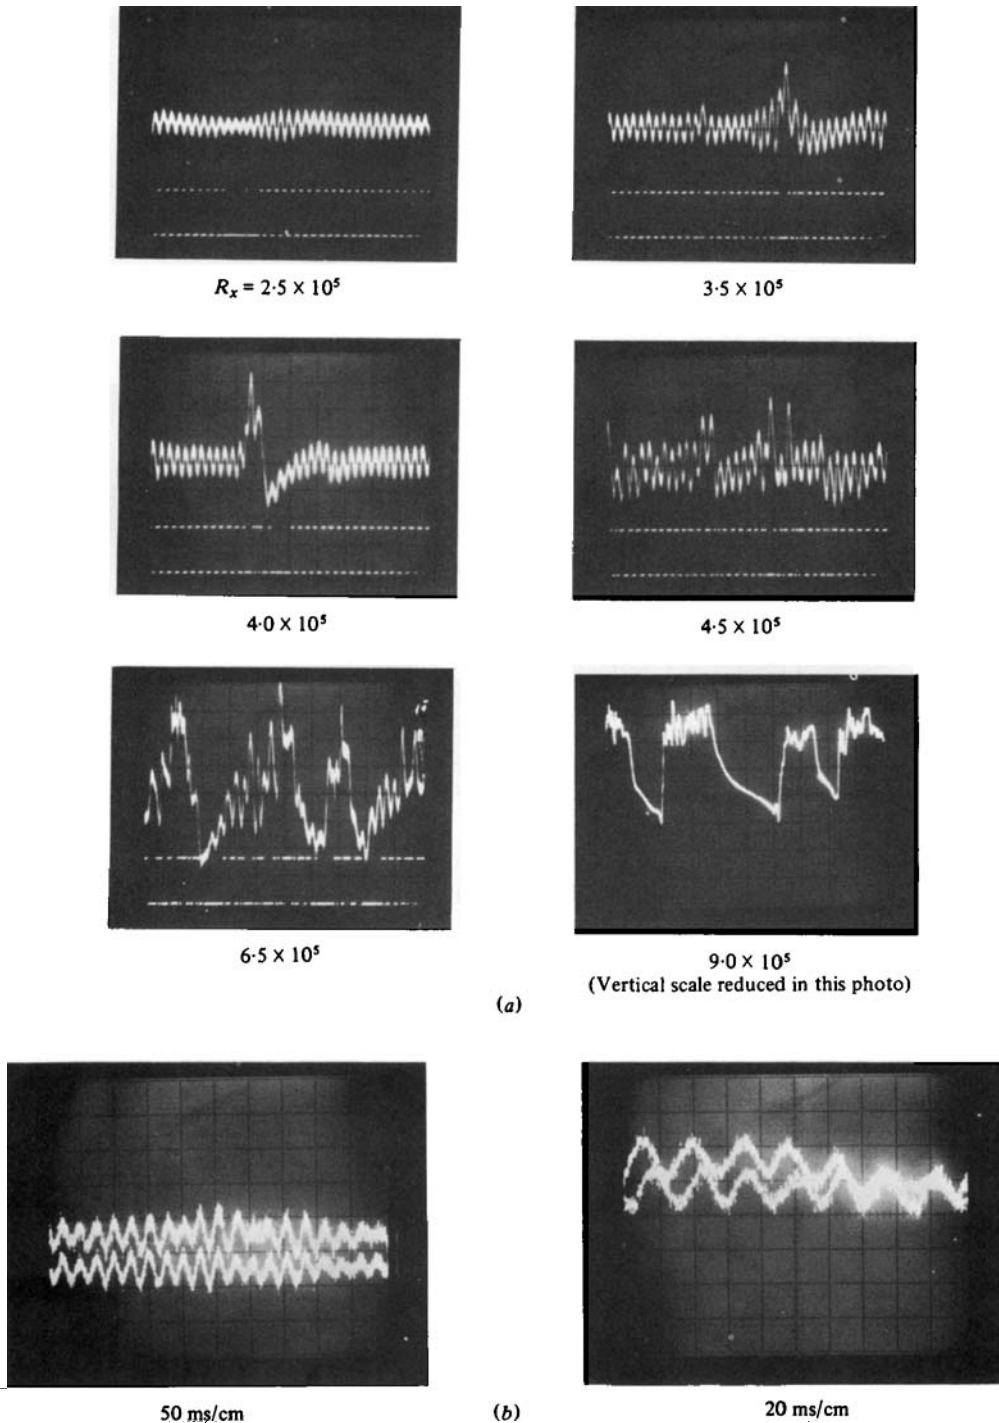 Rₓ = 2·5 × 10⁵
3·5 × 10⁵
4·0 × 10⁵
4·5 × 10⁵
6·5 × 10⁵
9·0 × 10⁵
(Vertical scale reduced in this photo)
(a)
50 ms/cm
(b)
20 ms/cm